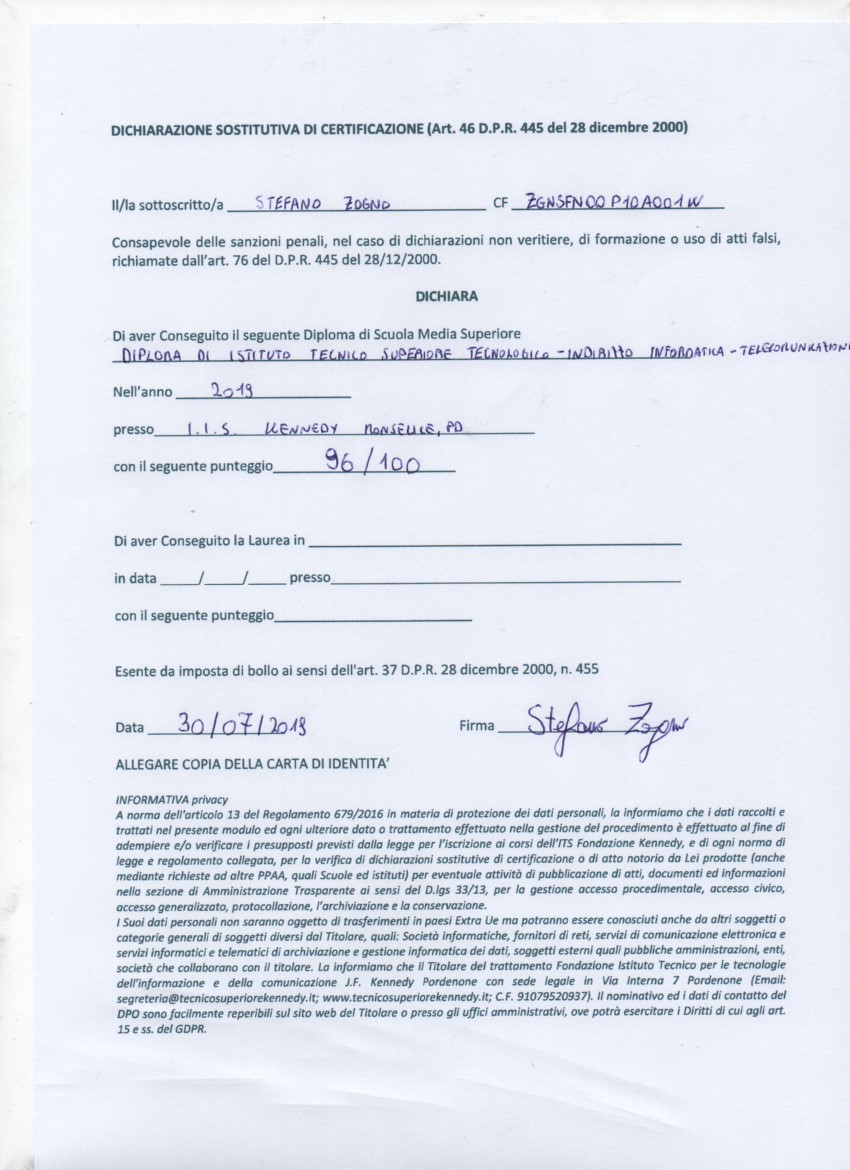 DICHIARAZIONE SOSTITUTIVA DI CERTIFICAZIONE (Art. 46 D.P.R. 445 del 28 dicembre 2000)
Il/la sottoscritto/a STEFANO ZOGNO CF ZGNSFN00P10A001W
Consapevole delle sanzioni penali, nel caso di dichiarazioni non veritiere, di formazione o uso di atti falsi,
richiamate dall'art. 76 del D.P.R. 445 del 28/12/2000.
DICHIARA
Di aver Conseguito il seguente Diploma di Scuola Media Superiore
DIPLOMA DI ISTITUTO TECNICO SUPERIORE TECNOLOGICO - INDIRIZZO INFORMATICA - TELECOMUNICAZIONI
Nell'anno 2019
presso I.I.S. KENNEDY MONSELICE, PD
con il seguente punteggio 96/100
Di aver Conseguito la Laurea in
in data ___/___/___ presso
con il seguente punteggio
Esente da imposta di bollo ai sensi dell'art. 37 D.P.R. 28 dicembre 2000, n. 455
Data 30/07/2019 Firma Stefano Zogno
ALLEGARE COPIA DELLA CARTA DI IDENTITA'
INFORMATIVA privacy
A norma dell'articolo 13 del Regolamento 679/2016 in materia di protezione dei dati personali, la informiamo che i dati raccolti e
trattati nel presente modulo ed ogni ulteriore dato o trattamento effettuato nella gestione del procedimento è effettuato al fine di
adempiere e/o verificare i presupposti previsti dalla legge per l'iscrizione ai corsi dell'ITS Fondazione Kennedy, e di ogni norma di
legge e regolamento collegata, per la verifica di dichiarazioni sostitutive di certificazione o di atto notorio da Lei prodotte (anche
mediante richieste ad altre PPAA, quali Scuole ed istituti) per eventuale attività di pubblicazione di atti, documenti ed informazioni
nella sezione di Amministrazione Trasparente ai sensi del D.lgs 33/13, per la gestione accesso procedimentale, accesso civico,
accesso generalizzato, protocollazione, l'archiviazione e la conservazione.
I Suoi dati personali non saranno oggetto di trasferimenti in paesi Extra Ue ma potranno essere conosciuti anche da altri soggetti o
categorie generali di soggetti diversi dal Titolare, quali: Società informatiche, fornitori di reti, servizi di comunicazione elettronica e
servizi informatici e telematici di archiviazione e gestione informatica dei dati, soggetti esterni quali pubbliche amministrazioni, enti,
società che collaborano con il titolare. La informiamo che il Titolare del trattamento Fondazione Istituto Tecnico per le tecnologie
dell'informazione e della comunicazione J.F. Kennedy Pordenone con sede legale in Via Interna 7 Pordenone (Email:
segreteria@tecnicosuperiorekennedy.it; www.tecnicosuperiorekennedy.it; C.F. 91079520937). Il nominativo ed i dati di contatto del
DPO sono facilmente reperibili sul sito web del Titolare o presso gli uffici amministrativi, ove potrà esercitare i Diritti di cui agli art.
15 e ss. del GDPR.